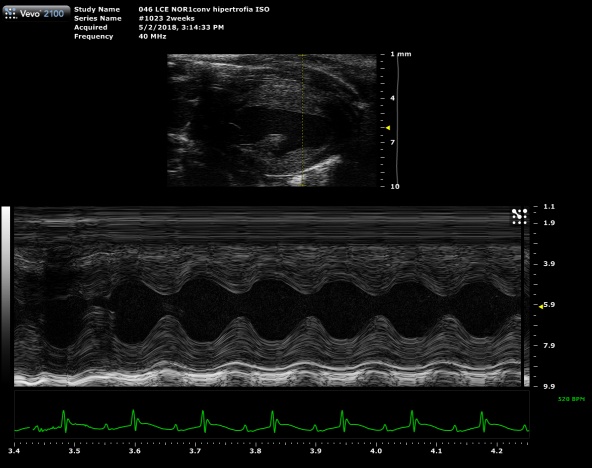 Vevo 2100
Study Name 046 LCE NOR1conv hipertrofia ISO
Series Name #1023 2weeks
Acquired 5/2/2018, 3:14:33 PM
Frequency 40 MHz
1 mm
4
7
10
1.1
1.9
3.9
5.9
7.9
9.9
520 BPM
3.4 3.5 3.6 3.7 3.8 3.9 4.0 4.1 4.2